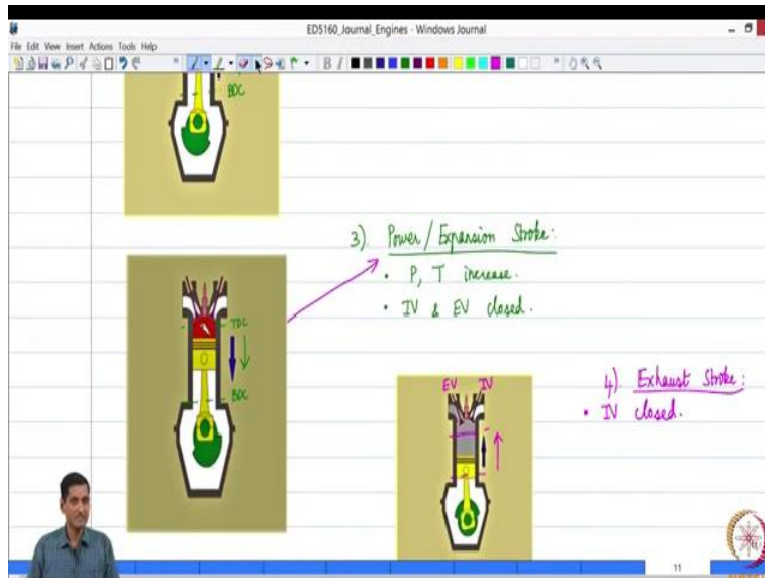 ED5160_Journal_Engines - Windows Journal
File Edit View Insert Actions Tools Help
B I
BDC
3). Power/Expansion Stroke:
• P, T increase.
• IV & EV closed.
TDC
BDC
EV IV
4) Exhaust Stroke:
• IV closed.
11